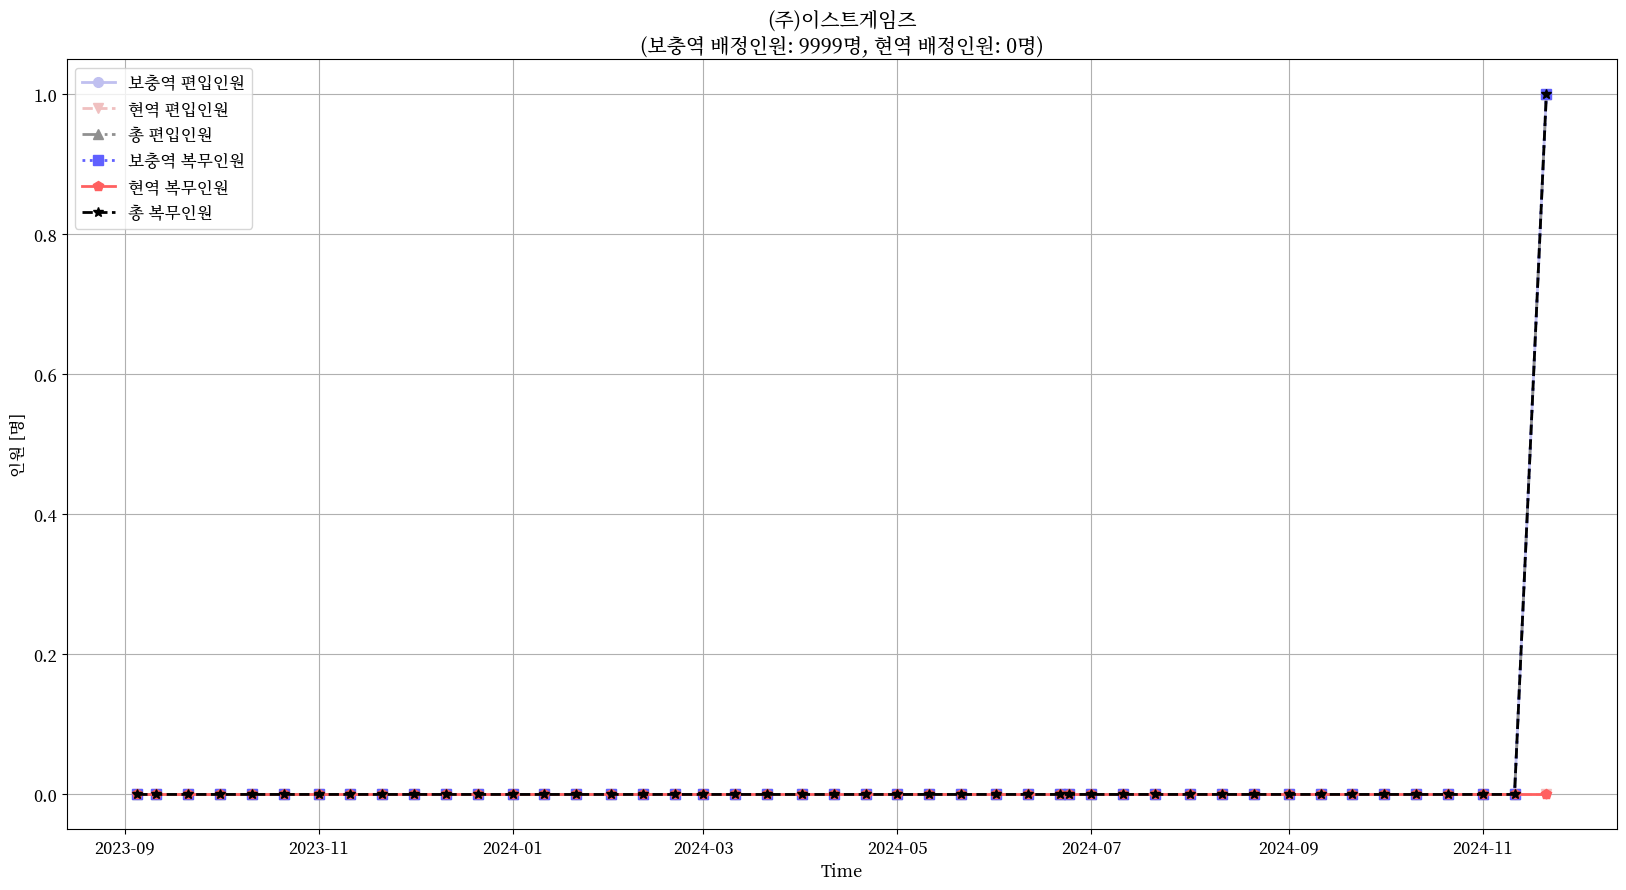 (주)이스트게임즈
(보충역 배정인원: 9999명, 현역 배정인원: 0명)
보충역 편입인원
현역 편입인원
총 편입인원
보충역 복무인원
현역 복무인원
총 복무인원
1.0
0.8
0.6
0.4
0.2
0.0
인원 [명]
2023-09
2023-11
2024-01
2024-03
2024-05
2024-07
2024-09
2024-11
Time